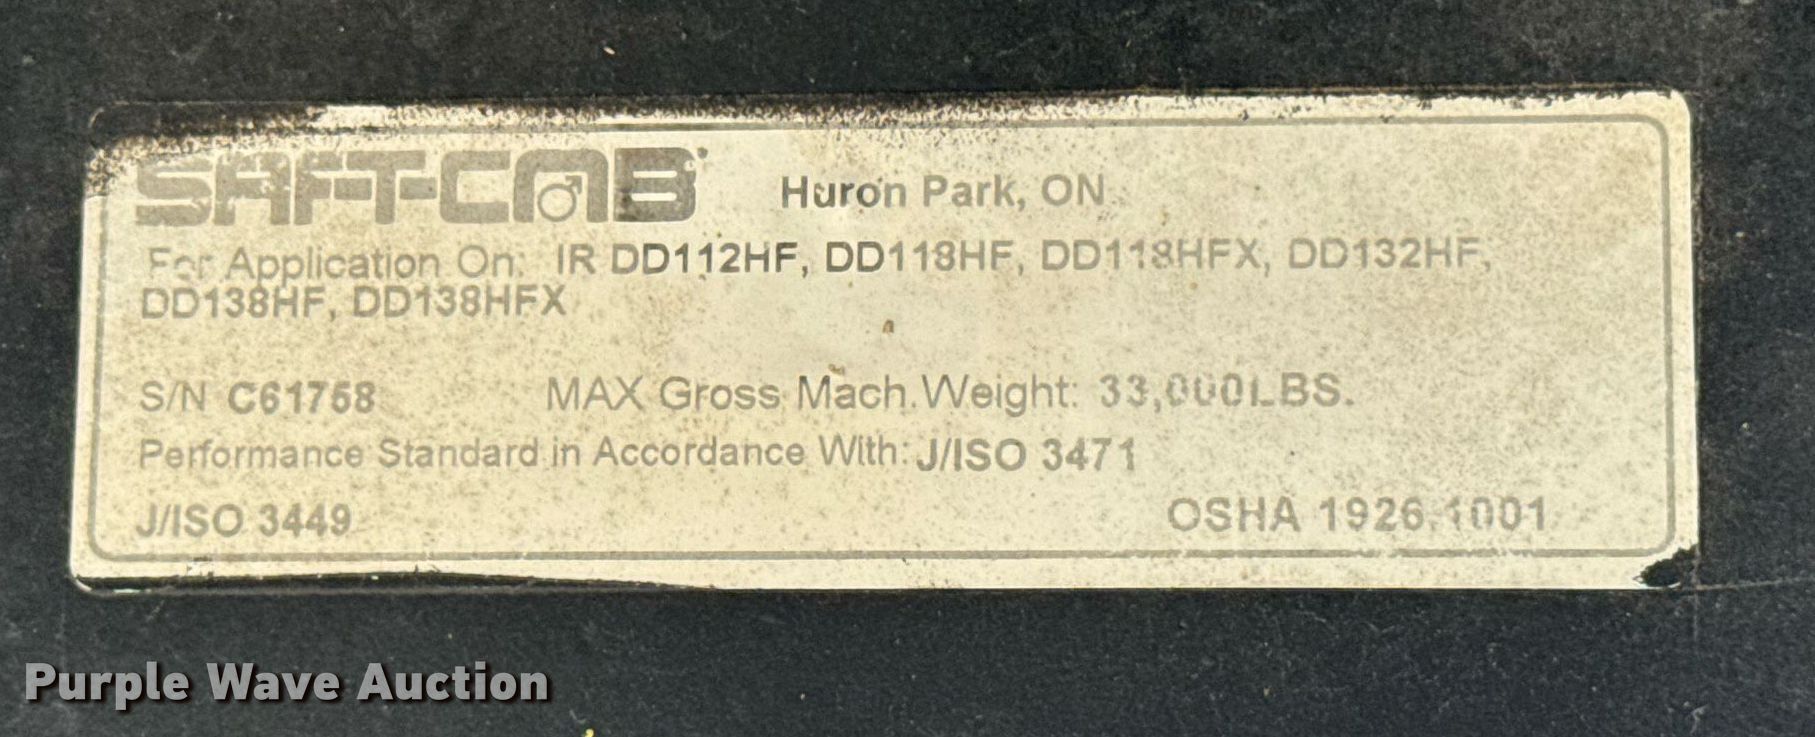 SAFT-CAB Huron Park, ON
For Application On: IR DD112HF, DD118HF, DD118HFX, DD132HF,
DD138HF, DD138HFX
S/N C61758 MAX Gross Mach.Weight: 33,000LBS.
Performance Standard in Accordance With: J/ISO 3471
J/ISO 3449 OSHA 1926.1001
Purple Wave Auction